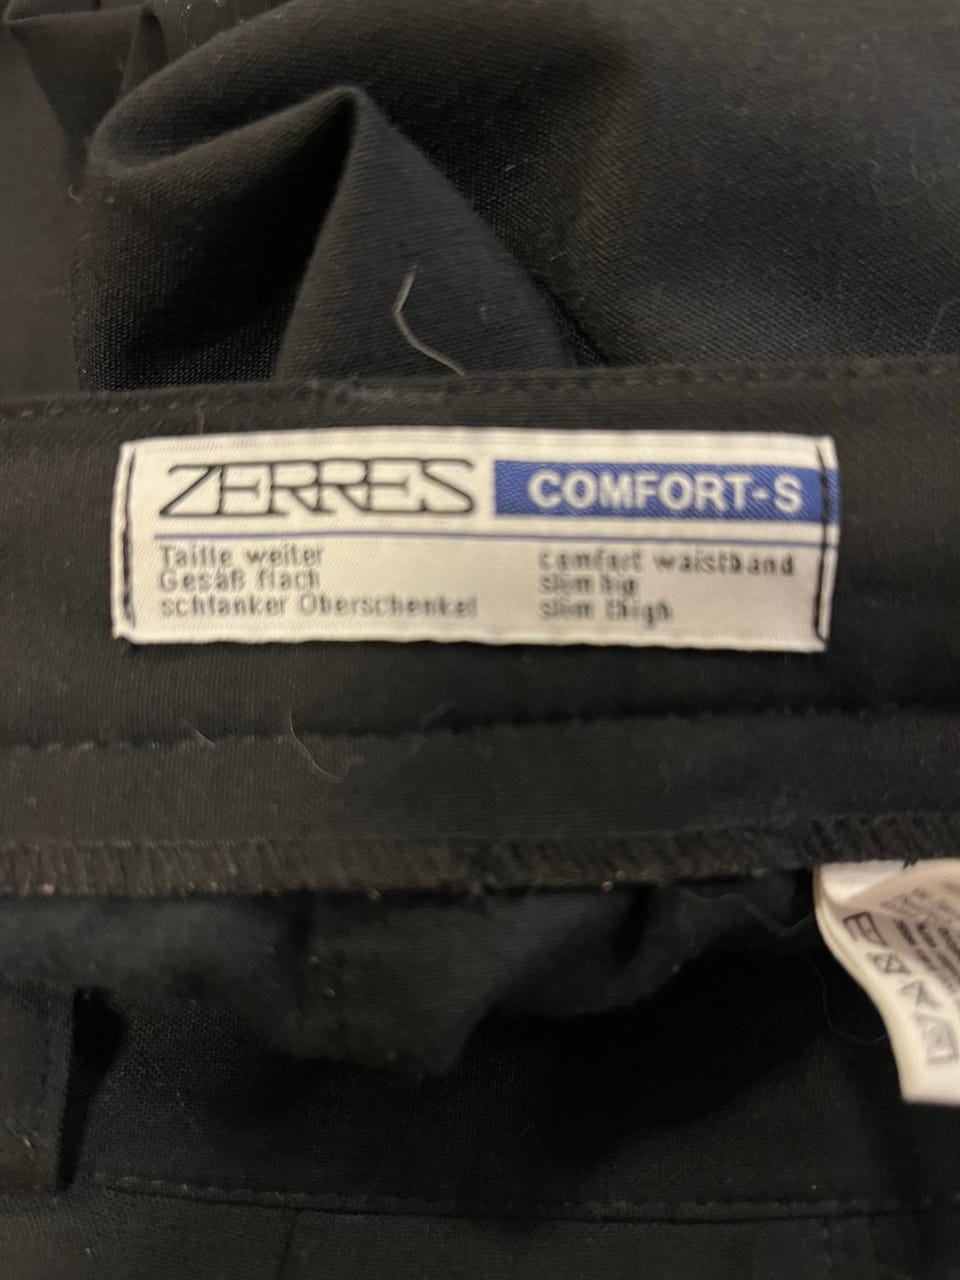 ZERRES COMFORT-S
Taille weiter
Gesäß flach
schlanker Oberschenkel
comfort waistband
slim hip
slim thigh